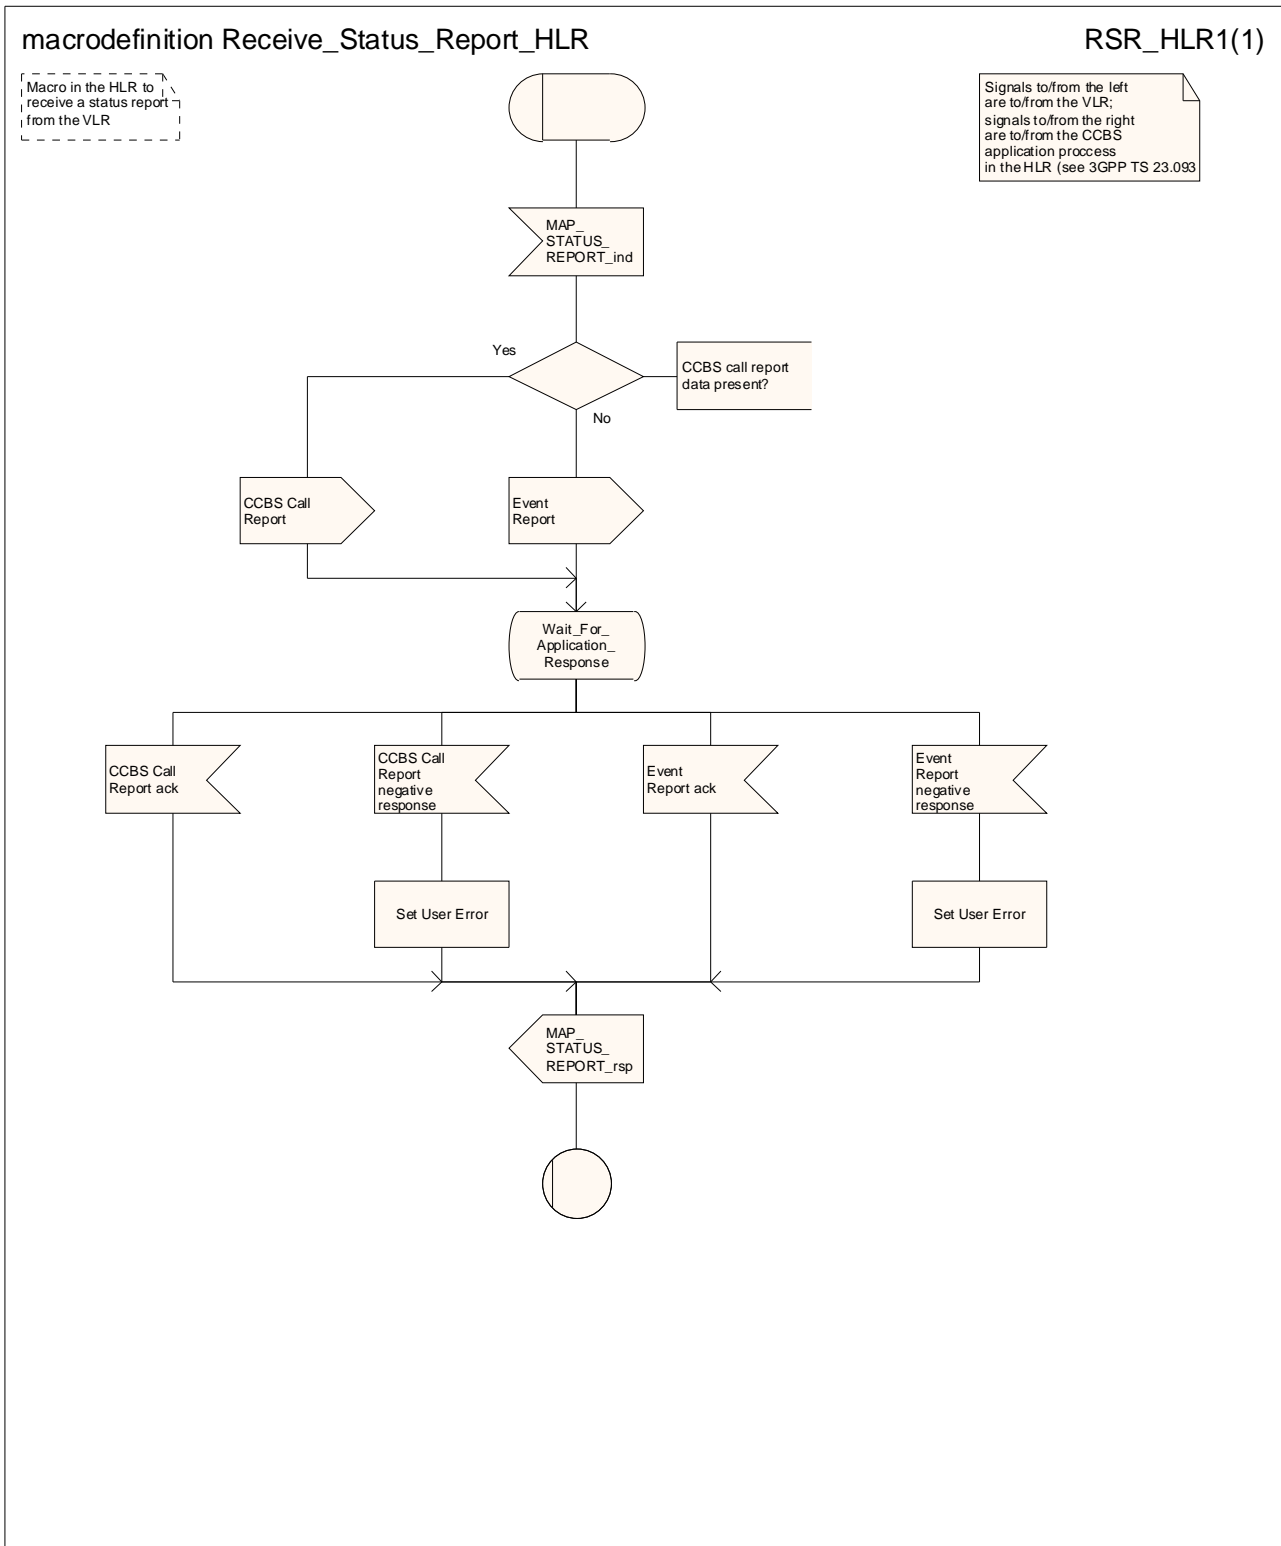 macrodefinition Receive_Status_Report_HLR
RSR_HLR1(1)
Macro in the HLR to
receive a status report
from the VLR
Signals to/from the left
are to/from the VLR;
signals to/from the right
are to/from the CCBS
application proccess
in the HLR (see 3GPP TS 23.093
MAP_
STATUS_
REPORT_ind
Yes
CCBS call report
data present?
No
CCBS Call
Report
Event
Report
Wait_For_
Application_
Response
CCBS Call
Report ack
CCBS Call
Report
negative
response
Event
Report ack
Event
Report
negative
response
Set User Error
Set User Error
MAP_
STATUS_
REPORT_rsp